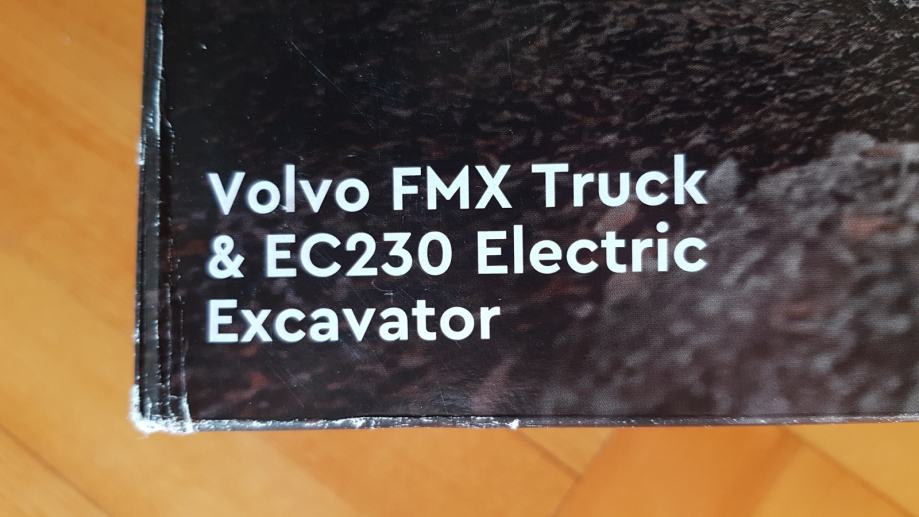 Volvo FMX Truck
& EC230 Electric
Excavator